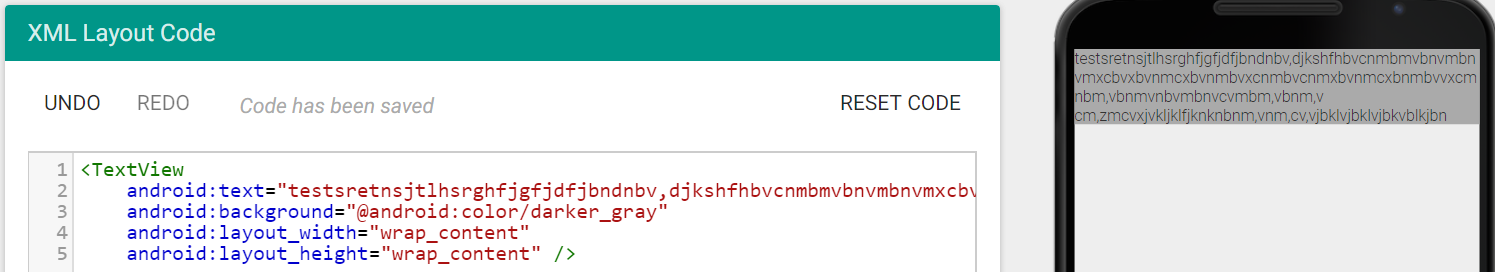 XML Layout Code
UNDO REDO Code has been saved RESET CODE
1 <TextView
2 android:text="testsretnsjtlhsrghfjgfjdfjbndnbv,djkshfhbvcnmbmvbnvmbnvmxcbv
3 android:background="@android:color/darker_gray"
4 android:layout_width="wrap_content"
5 android:layout_height="wrap_content" />
testsretnsjtlhsrghfjgfjdfjbndnbv,djkshfhbvcnmbmvbnvmbn
vmxcbvxbvnmcxbvnmbvxcnmbvcnmxbvnmcxbnmbvvxcm
nbm,vbnmvnbvmbnvcvmbm,vbnm,v
cm,zmcvxjvkljklfjknknbnm,vnm,cv,vjbklvjbklvjbkvblkjbn